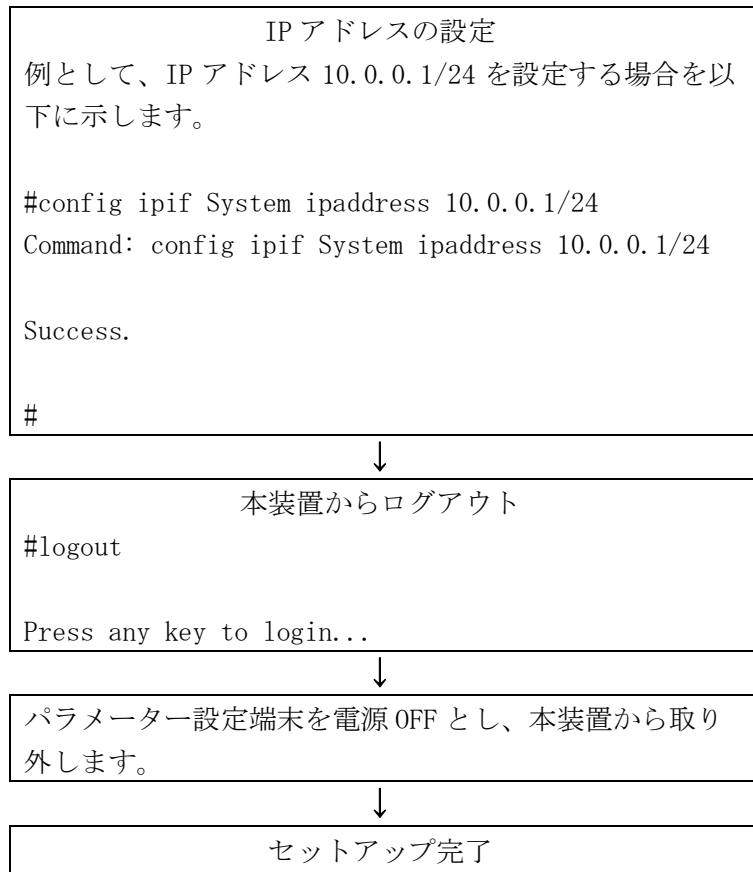 IP アドレスの設定
例として、IP アドレス 10.0.0.1/24 を設定する場合を以
下に示します。
#config ipif System ipaddress 10.0.0.1/24
Command: config ipif System ipaddress 10.0.0.1/24
Success.
#
↓
本装置からログアウト
#logout
Press any key to login...
↓
パラメーター設定端末を電源 OFF とし、本装置から取り
外します。
↓
セットアップ完了